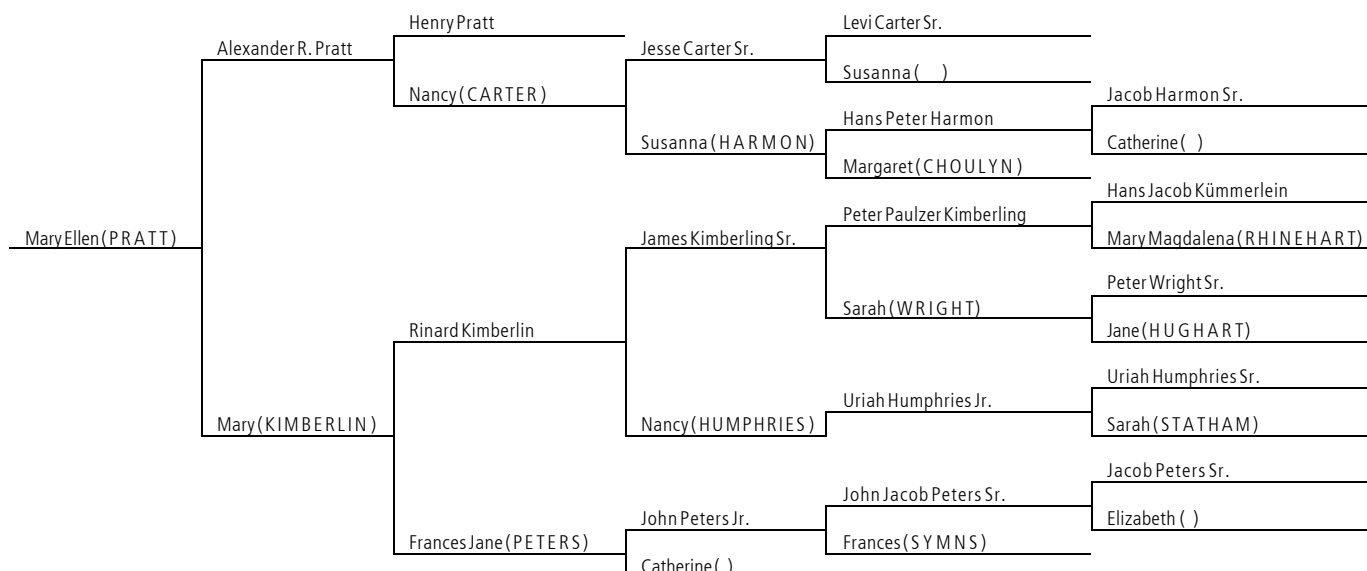 Henry Pratt
Levi Carter Sr.
Alexander R. Pratt
Jesse Carter Sr.
Susanna ( )
Nancy (CARTER)
Jacob Harmon Sr.
Hans Peter Harmon
Susanna (HARMON)
Catherine ( )
Margaret (CHOULYN)
Hans Jacob Kümmerlein
Peter Paulzer Kimberling
Mary Ellen (PRATT)
James Kimberling Sr.
Mary Magdalena (RHINEHART)
Peter Wright Sr.
Sarah (WRIGHT)
Rinard Kimberlin
Jane (HUGHART)
Uriah Humphries Sr.
Uriah Humphries Jr.
Mary (KIMBERLIN)
Nancy (HUMPHRIES)
Sarah (STATHAM)
Jacob Peters Sr.
John Jacob Peters Sr.
John Peters Jr.
Elizabeth ( )
Frances Jane (PETERS)
Frances (SYMNS)
Catherine ( )